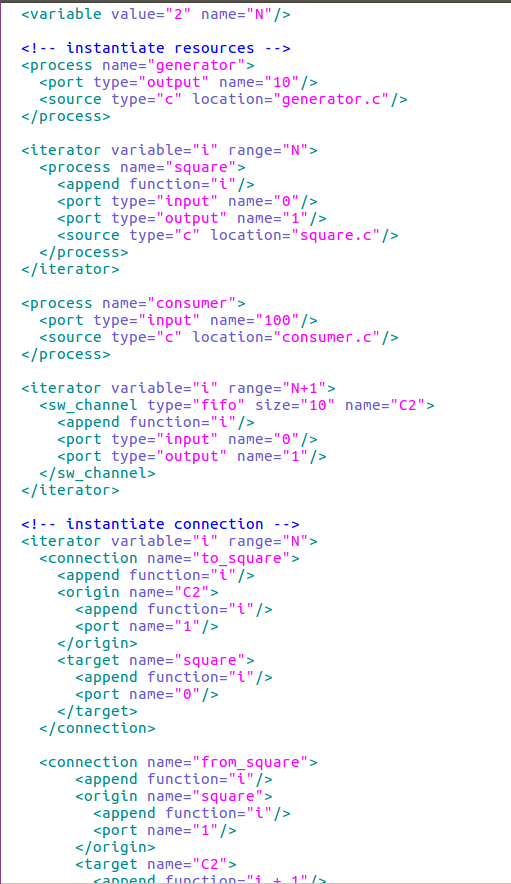 <variable value="2" name="N"/>

<!-- instantiate resources -->
<process name="generator">
  <port type="output" name="10"/>
  <source type="c" location="generator.c"/>
</process>

<iterator variable="i" range="N">
  <process name="square">
    <append function="i"/>
    <port type="input" name="0"/>
    <port type="output" name="1"/>
    <source type="c" location="square.c"/>
  </process>
</iterator>

<process name="consumer">
  <port type="input" name="100"/>
  <source type="c" location="consumer.c"/>
</process>

<iterator variable="i" range="N+1">
  <sw_channel type="fifo" size="10" name="C2">
    <append function="i"/>
    <port type="input" name="0"/>
    <port type="output" name="1"/>
  </sw_channel>
</iterator>

<!-- instantiate connection -->
<iterator variable="i" range="N">
  <connection name="to_square">
    <append function="i"/>
    <origin name="C2">
      <append function="i"/>
      <port name="1"/>
    </origin>
    <target name="square">
      <append function="i"/>
      <port name="0"/>
    </target>
  </connection>

  <connection name="from_square">
      <append function="i"/>
      <origin name="square">
        <append function="i"/>
        <port name="1"/>
      </origin>
      <target name="C2">
        <append function="i + 1"/>